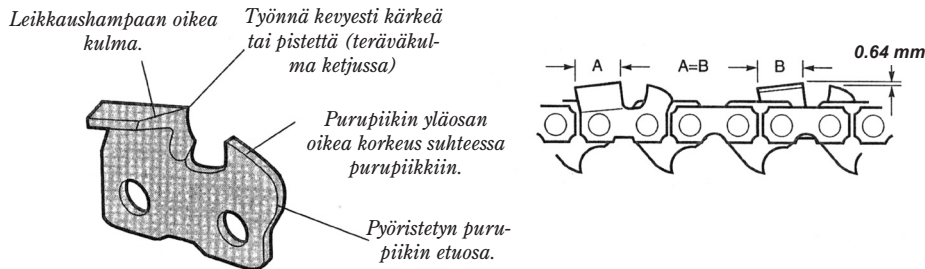 Leikkaushampaan oikea
kulma.
Työnnä kevyesti kärkeä
tai pistettä (teräväkul-
ma ketjussa)
Purupiikin yläosan
oikea korkeus suhteessa
purupiikkiin.
Pyöristetyn puru-
piikin etuosa.
0.64 mm
A
A=B
B